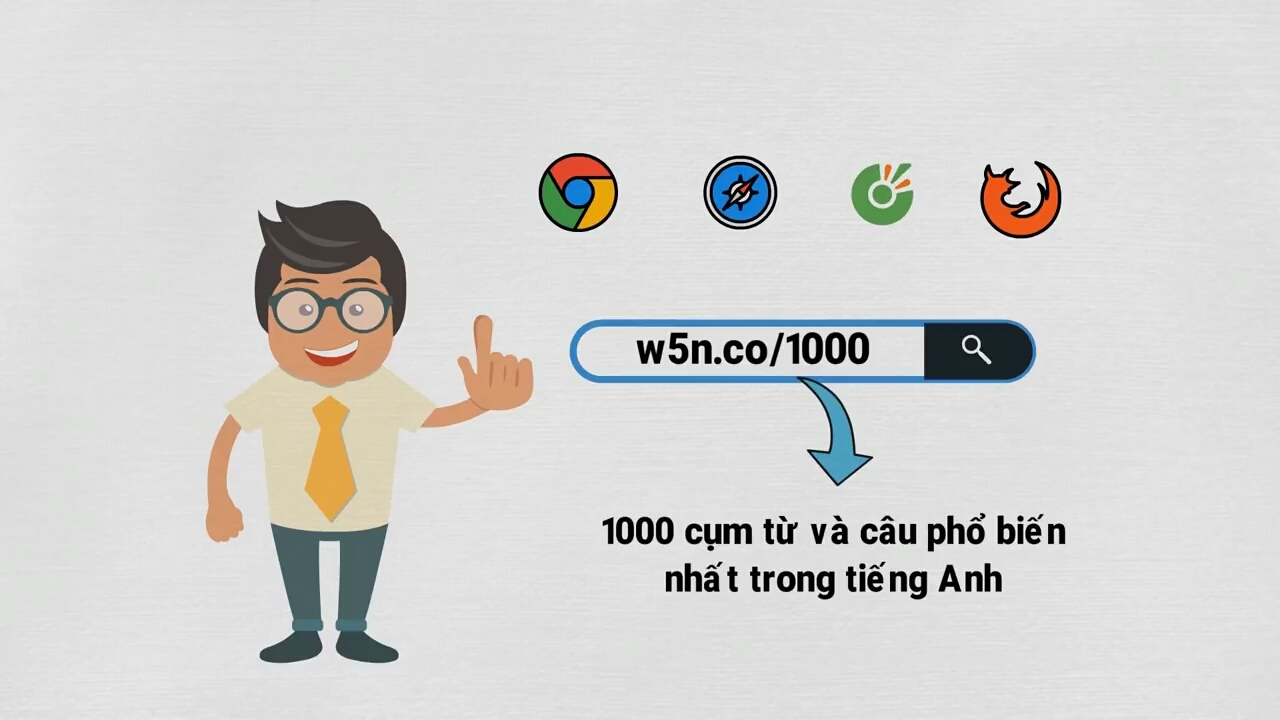 w5n.co/1000
1000 cụm từ và câu phổ biến
nhất trong tiếng Anh